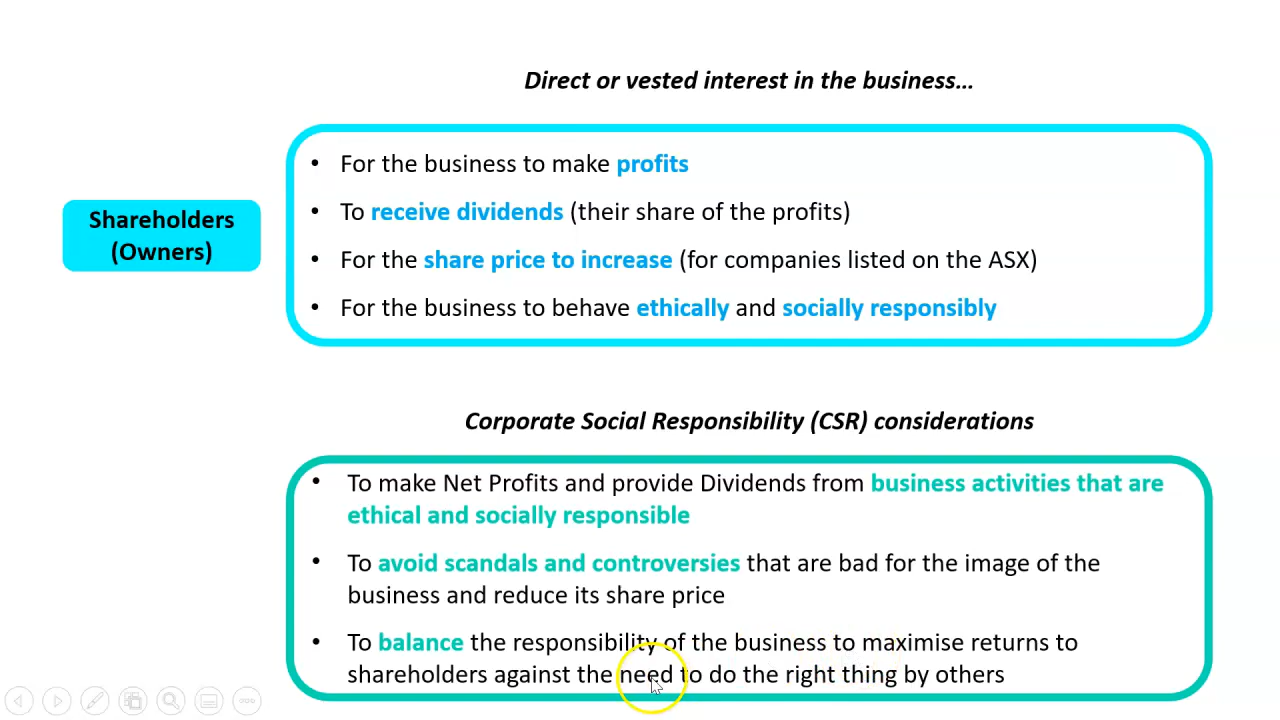 Direct or vested interest in the business...
Shareholders
(Owners)
• For the business to make profits
• To receive dividends (their share of the profits)
• For the share price to increase (for companies listed on the ASX)
• For the business to behave ethically and socially responsibly
Corporate Social Responsibility (CSR) considerations
• To make Net Profits and provide Dividends from business activities that are
ethical and socially responsible
• To avoid scandals and controversies that are bad for the image of the
business and reduce its share price
• To balance the responsibility of the business to maximise returns to
shareholders against the need to do the right thing by others